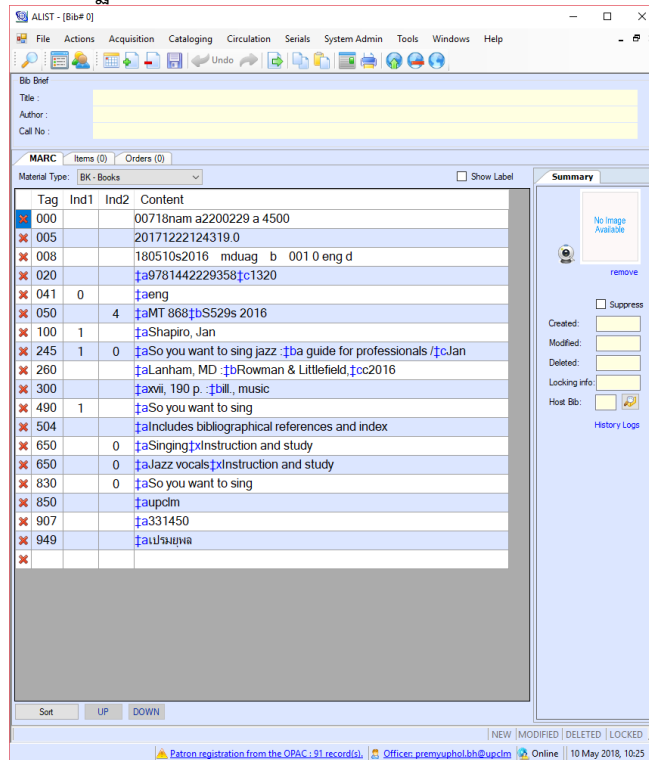 ALIST - [Bib# 0]
File Actions Acquisition Cataloging Circulation Serials System Admin Tools Windows Help
Undo
Bib Brief
Title :
Author :
Call No :
MARC Items (0) Orders (0)
Material Type: BK - Books Show Label Summary
Tag Ind1 Ind2 Content
000 00718nam a2200229 a 4500
005 20171222124319.0
008 180510s2016 mduag b 001 0 eng d
020 ‡a9781442229358‡c1320
041 0 ‡aeng
050 4 ‡aMT 868‡bS529s 2016
100 1 ‡aShapiro, Jan
245 1 0 ‡aSo you want to sing jazz :‡ba guide for professionals /‡cJan
260 ‡aLanham, MD :‡bRowman & Littlefield,‡cc2016
300 ‡axvii, 190 p. :‡bill., music
490 1 ‡aSo you want to sing
504 ‡aIncludes bibliographical references and index
650 0 ‡aSinging‡xInstruction and study
650 0 ‡aJazz vocals‡xInstruction and study
830 0 ‡aSo you want to sing
850 ‡aupclm
907 ‡a331450
949 ‡aเปรมยุพล
No Image
Available
remove
Suppress
Created:
Modified:
Deleted:
Locking info:
Host Bib:
History Logs
Sort UP DOWN
NEW MODIFIED DELETED LOCKED
Patron registration from the OPAC : 91 record(s). Officer: premyuphol.bh@upclm Online 10 May 2018, 10:25